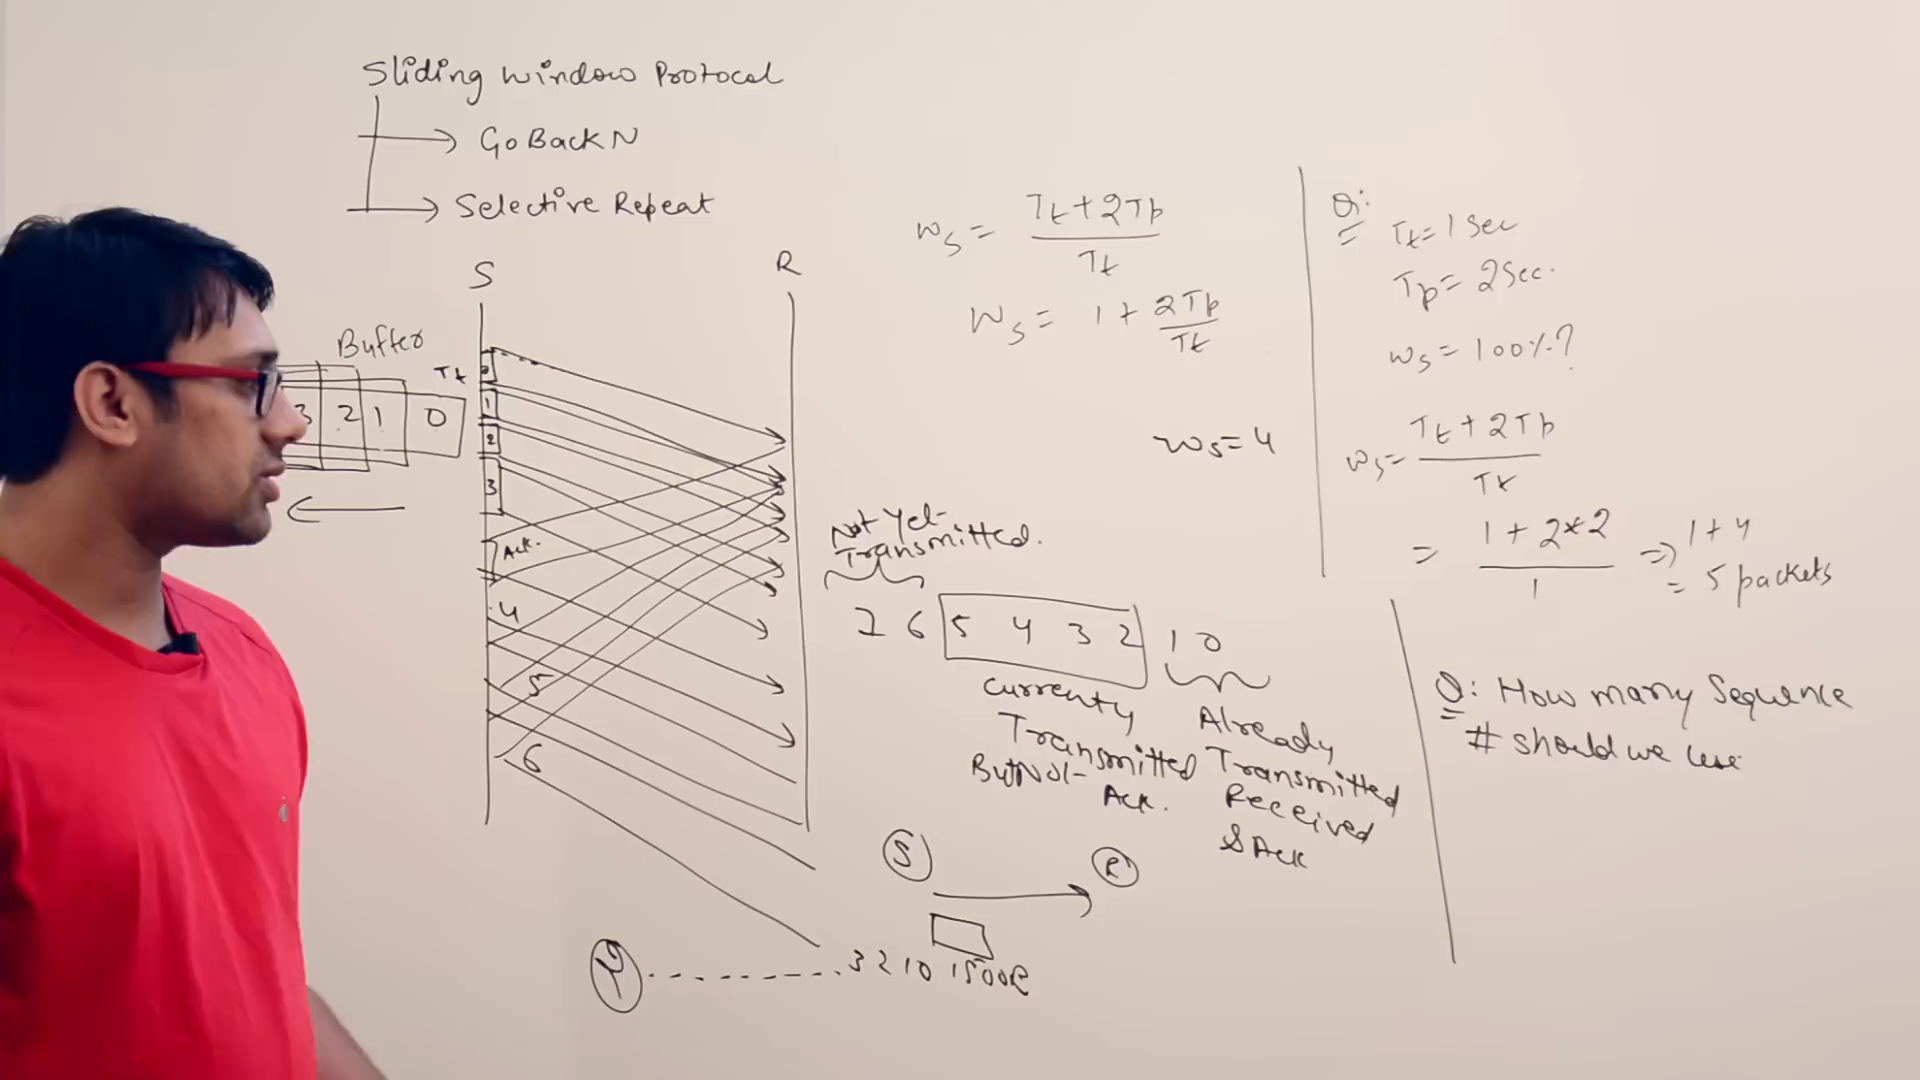 Sliding Window Protocol
GoBackN
Selective Repeat
S
R
Buffer
Tt
3 2 1 0
0
1
2
3
Ack.
4
5
6
Ws = Tt + 2Tp
Tt
Ws = 1 + 2Tp
Tt
Ws = 4
Not Yet
Transmitted.
7 6 5 4 3 2 1 0
Currenty
Transmitted
But Not
Ack.
Already
Transmitted
Received
& Ack
S
R
3 2 1 0
Q:
Tt = 1 Sec
Tp = 2 Sec.
Ws = 100%?
Ws = Tt + 2Tp
Tt
= 1 + 2*2
1
=> 1 + 4
= 5 packets
Q: How many Sequence
# should we use